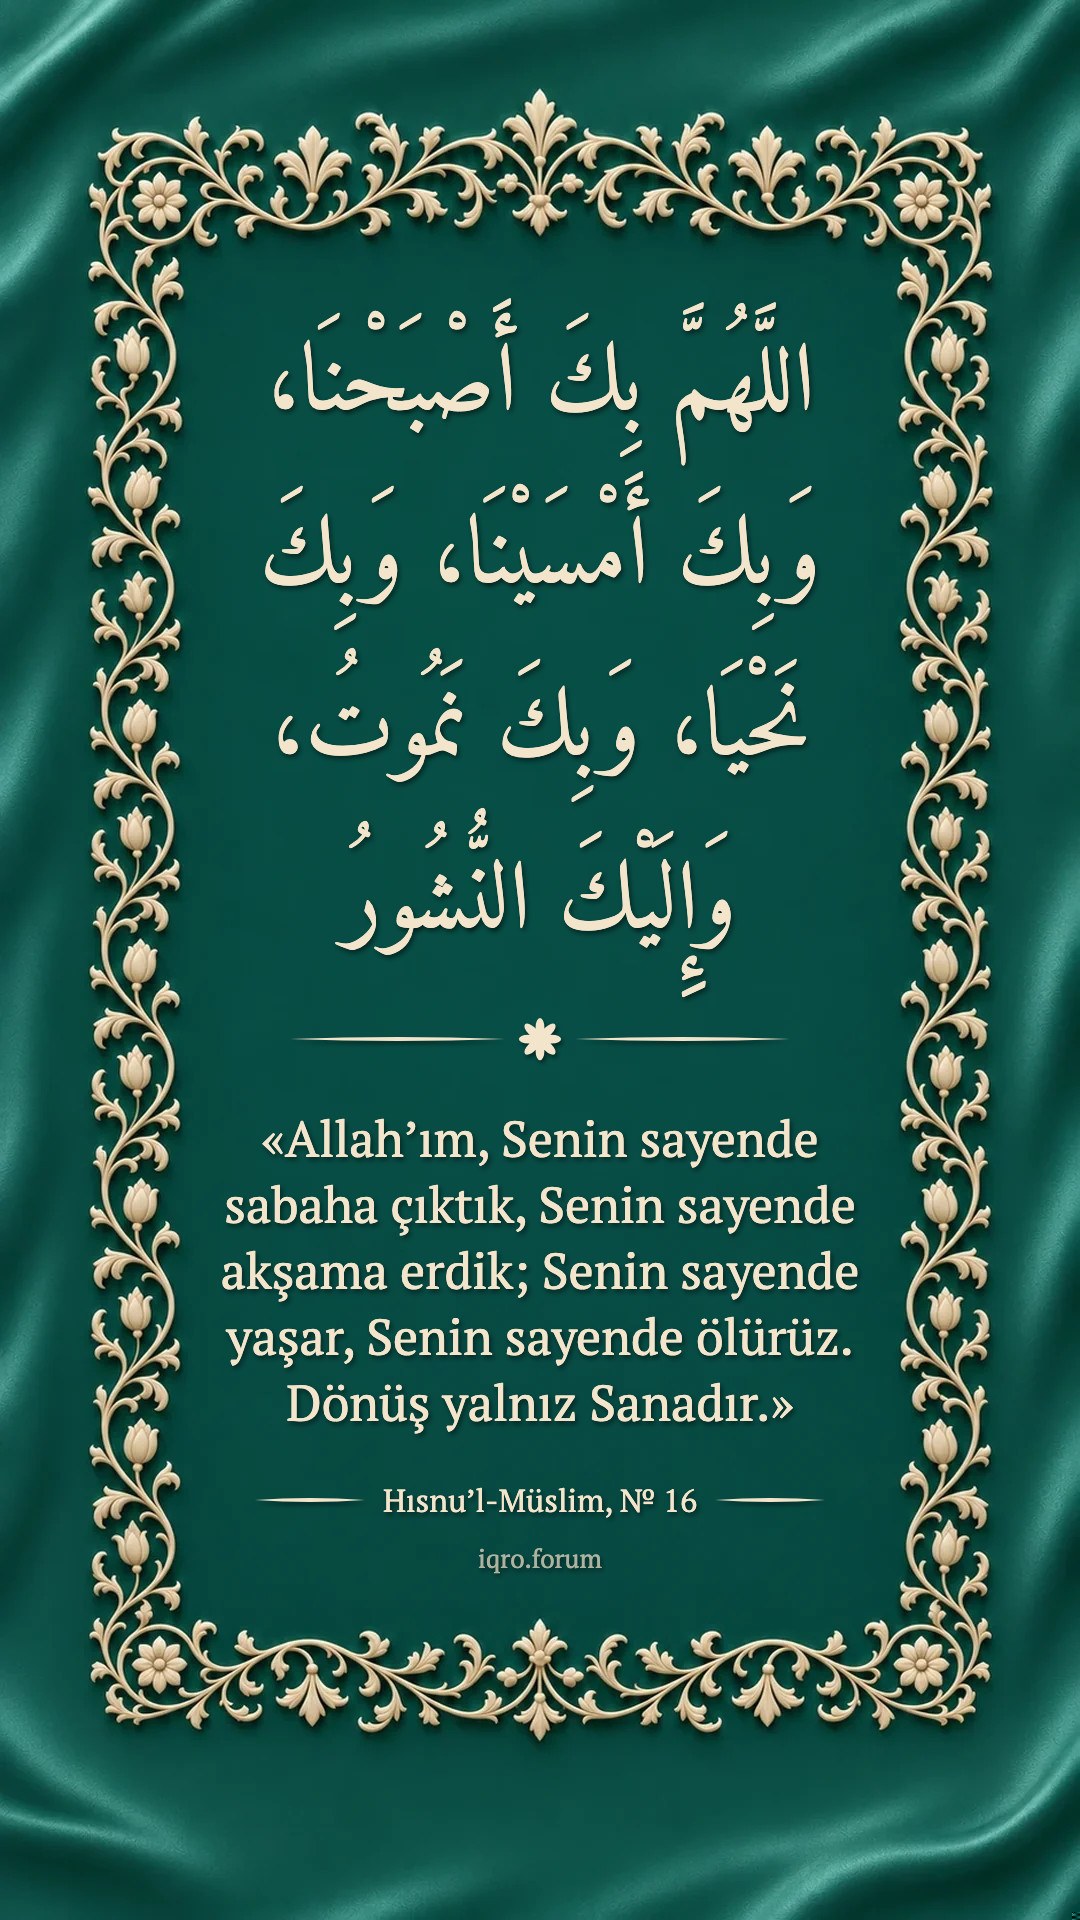 اللَّهُمَّ بِكَ أَصْبَحْنَا،
وَبِكَ أَمْسَيْنَا، وَبِكَ
نَحْيَا، وَبِكَ نَمُوتُ،
وَإِلَيْكَ النُّشُورُ
«Allah’ım, Senin sayende
sabaha çıktık, Senin sayende
akşama erdik; Senin sayende
yaşar, Senin sayende ölürüz.
Dönüş yalnız Sanadır.»
Hısnu’l-Müslim, № 16
iqro.forum